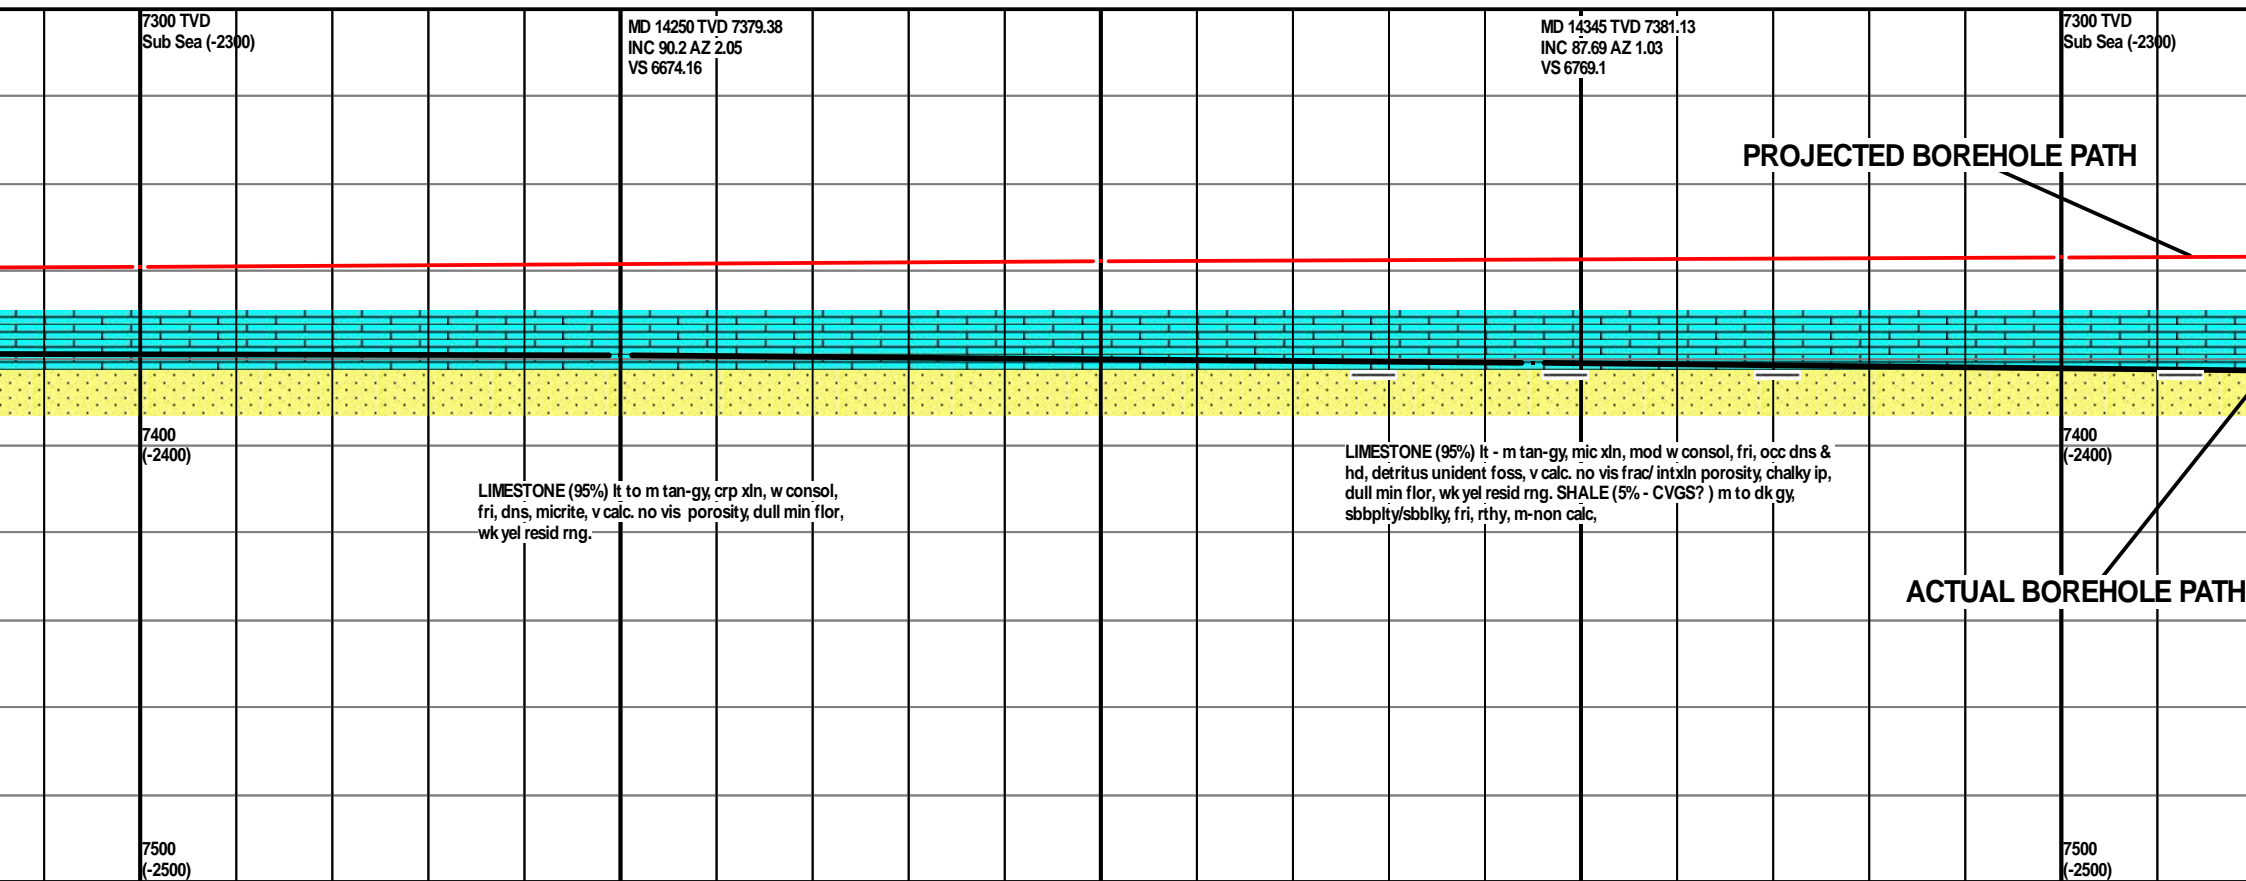 7300 TVD
Sub Sea (-2300)
MD 14250 TVD 7379.38
INC 90.2 AZ 2.05
VS 6674.16
MD 14345 TVD 7381.13
INC 87.69 AZ 1.03
VS 6769.1
7300 TVD
Sub Sea (-2300)
PROJECTED BOREHOLE PATH
7400
(-2400)
LIMESTONE (95%) lt to m tan-gy, crp xln, w consol,
fri, dns, micrite, v calc. no vis porosity, dull min flor,
wk yel resid rng.
LIMESTONE (95%) lt - m tan-gy, mic xln, mod w consol, fri, occ dns &
hd, detritus unident foss, v calc. no vis frac/ intxln porosity, chalky ip,
dull min flor, wk yel resid rng. SHALE (5% - CVGS? ) m to dk gy,
sbbplty/sbblky, fri, rthy, m-non calc,
7400
(-2400)
ACTUAL BOREHOLE PATH
7500
(-2500)
7500
(-2500)